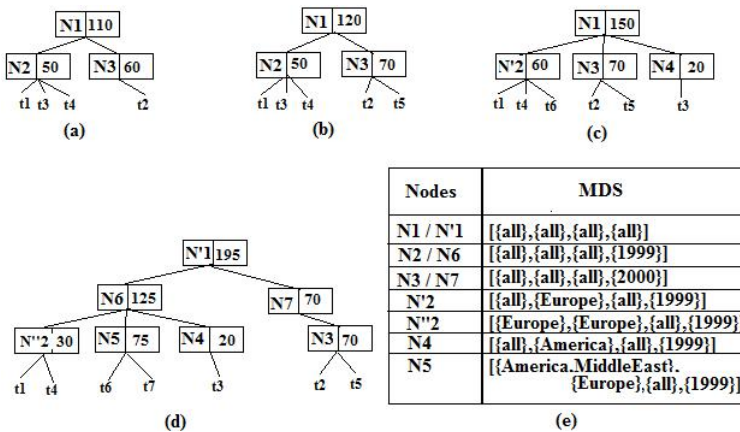 N1 110
N2 50
N3 60
t1 t3 t4
t2
(a)
N1 120
N2 50
N3 70
t1 t3 t4
t2 t5
(b)
N1 150
N'2 60
N3 70
N4 20
t1 t4 t6
t2 t5
t3
(c)
N'1 195
N6 125
N7 70
N"2 30
N5 75
N4 20
N3 70
t1 t4
t6 t7
t3
t2 t5
(d)
Nodes MDS
N1 / N'1 [{all},{all},{all},{all}]
N2 / N6 [{all},{all},{all},{1999}]
N3 / N7 [{all},{all},{all},{2000}]
N'2 [{all},{Europe},{all},{1999}]
N"2 [{Europe},{Europe},{all},{1999}]
N4 [{all},{America},{all},{1999}]
N5 [{America,MiddleEast},
{Europe},{all},{1999}]
(e)